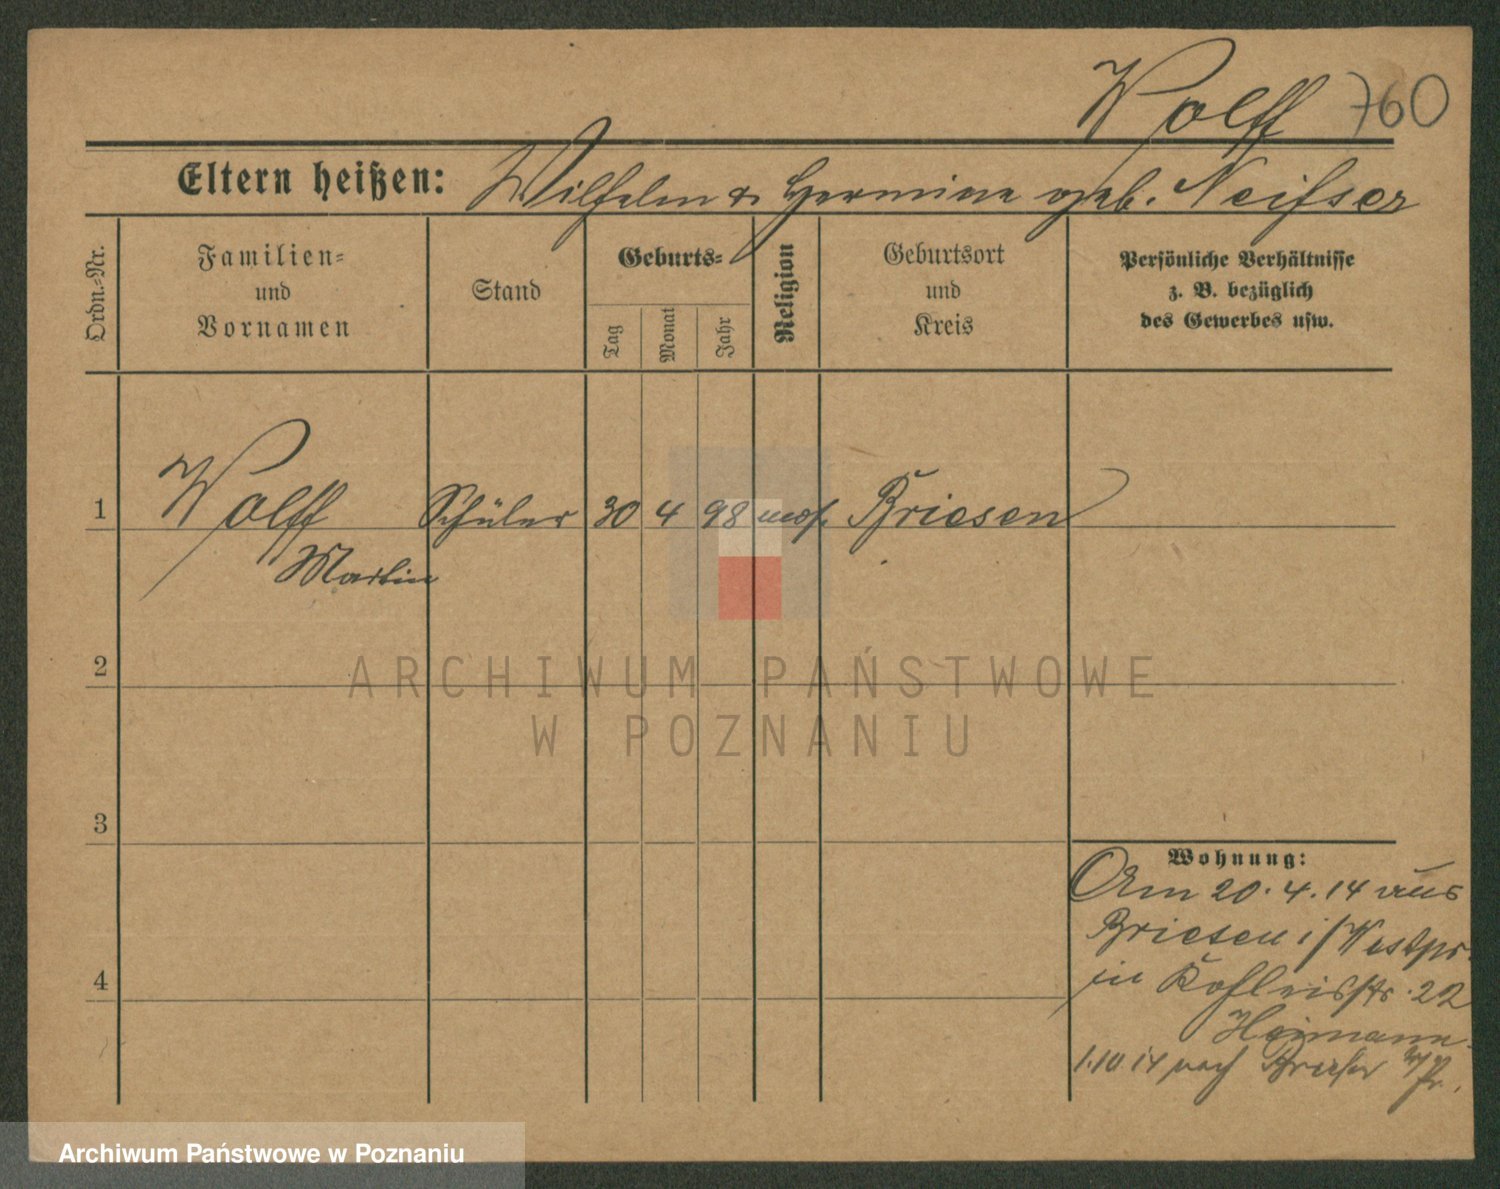 Wolff 760
Eltern heißen: Wilhelm & Hermine geb. Neisser
Ordn.-Nr.
Familien-
und
Vornamen
Stand
Geburts-
Tag
Monat
Jahr
Religion
Geburtsort
und
Kreis
Persönliche Verhältnisse
z. B. bezüglich
des Gewerbes usw.
1 Wolff Schüler 30 4 98 mos. Briesen
Martin
2
ARCHIWUM PAŃSTWOWE
W POZNANIU
3
Wohnung:
Am 20.4.14 aus
Briesen i/Westpr.
4
in 22
Heimann
1.10.14 nach Briesen W/Pr.
Archiwum Państwowe w Poznaniu